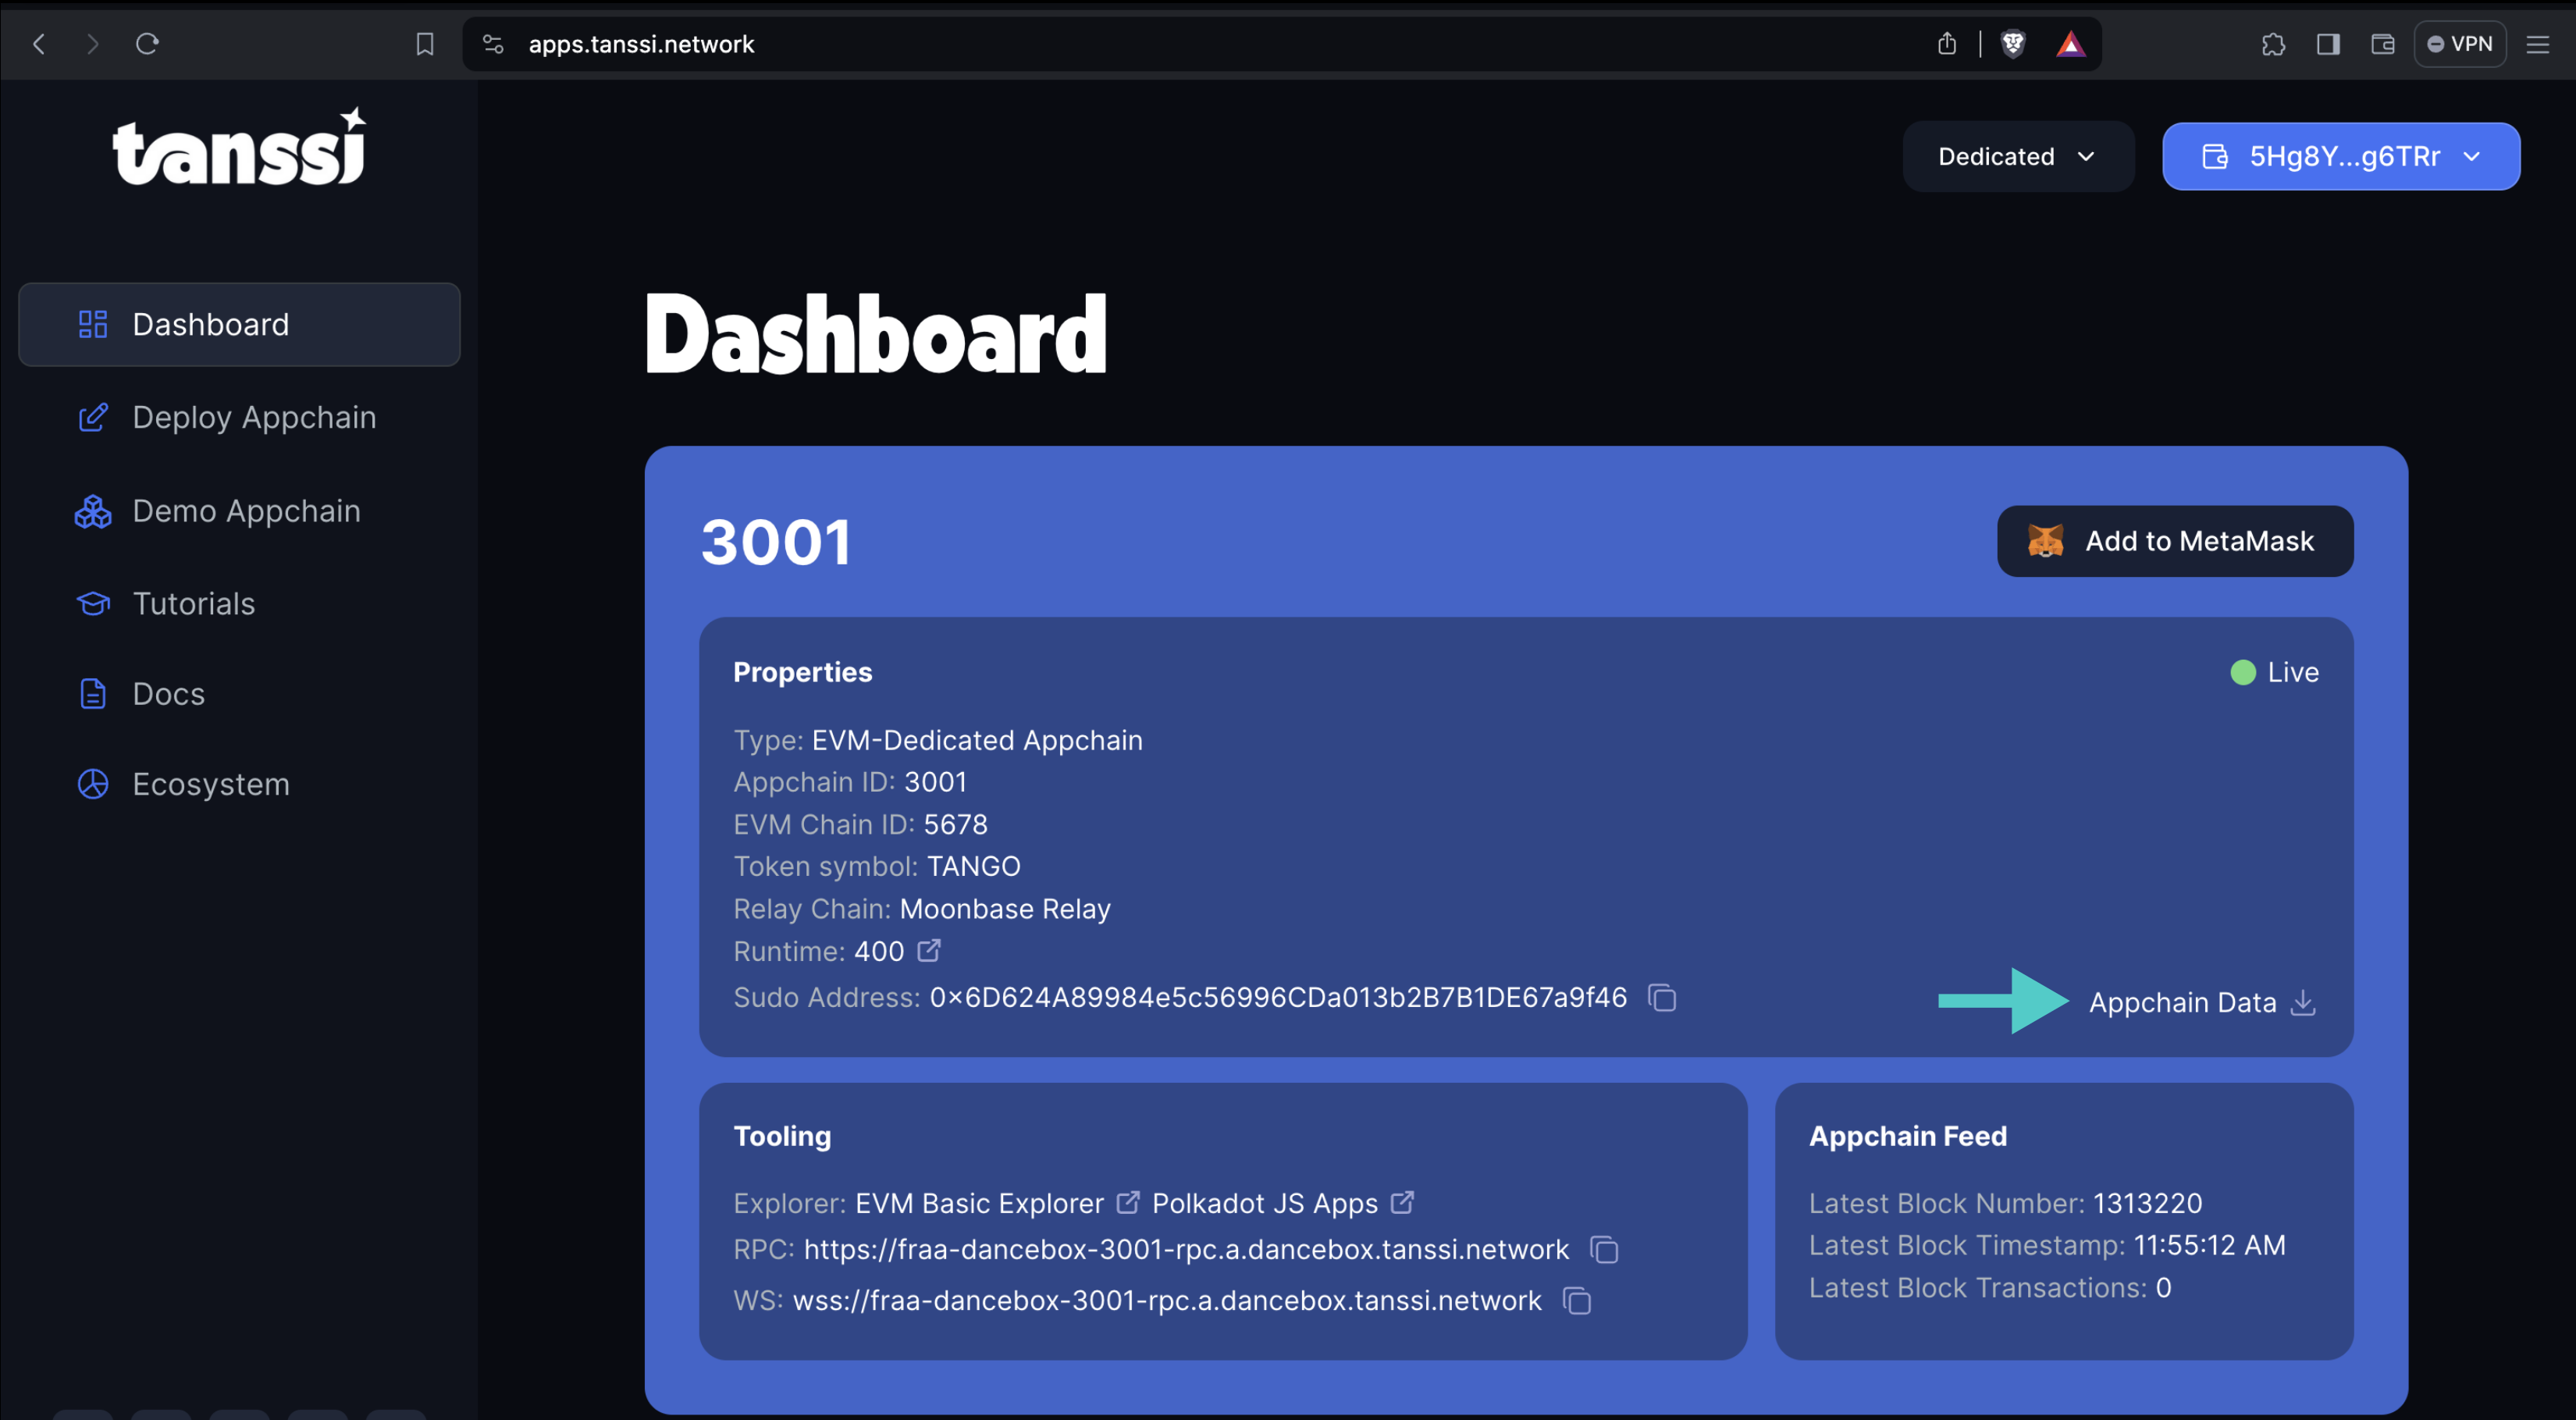 apps.tanssi.network
VPN
tanssi
Dedicated
5Hg8Y...g6TRr
Dashboard
Deploy Appchain
Demo Appchain
Tutorials
Docs
Ecosystem
Dashboard
3001
Add to MetaMask
Properties
Live
Type: EVM-Dedicated Appchain
Appchain ID: 3001
EVM Chain ID: 5678
Token symbol: TANGO
Relay Chain: Moonbase Relay
Runtime: 400
Sudo Address: 0x6D624A89984e5c56996CDa013b2B7B1DE67a9f46
Appchain Data
Tooling
Explorer: EVM Basic Explorer Polkadot JS Apps
RPC: https://fraa-dancebox-3001-rpc.a.dancebox.tanssi.network
WS: wss://fraa-dancebox-3001-rpc.a.dancebox.tanssi.network
Appchain Feed
Latest Block Number: 1313220
Latest Block Timestamp: 11:55:12 AM
Latest Block Transactions: 0